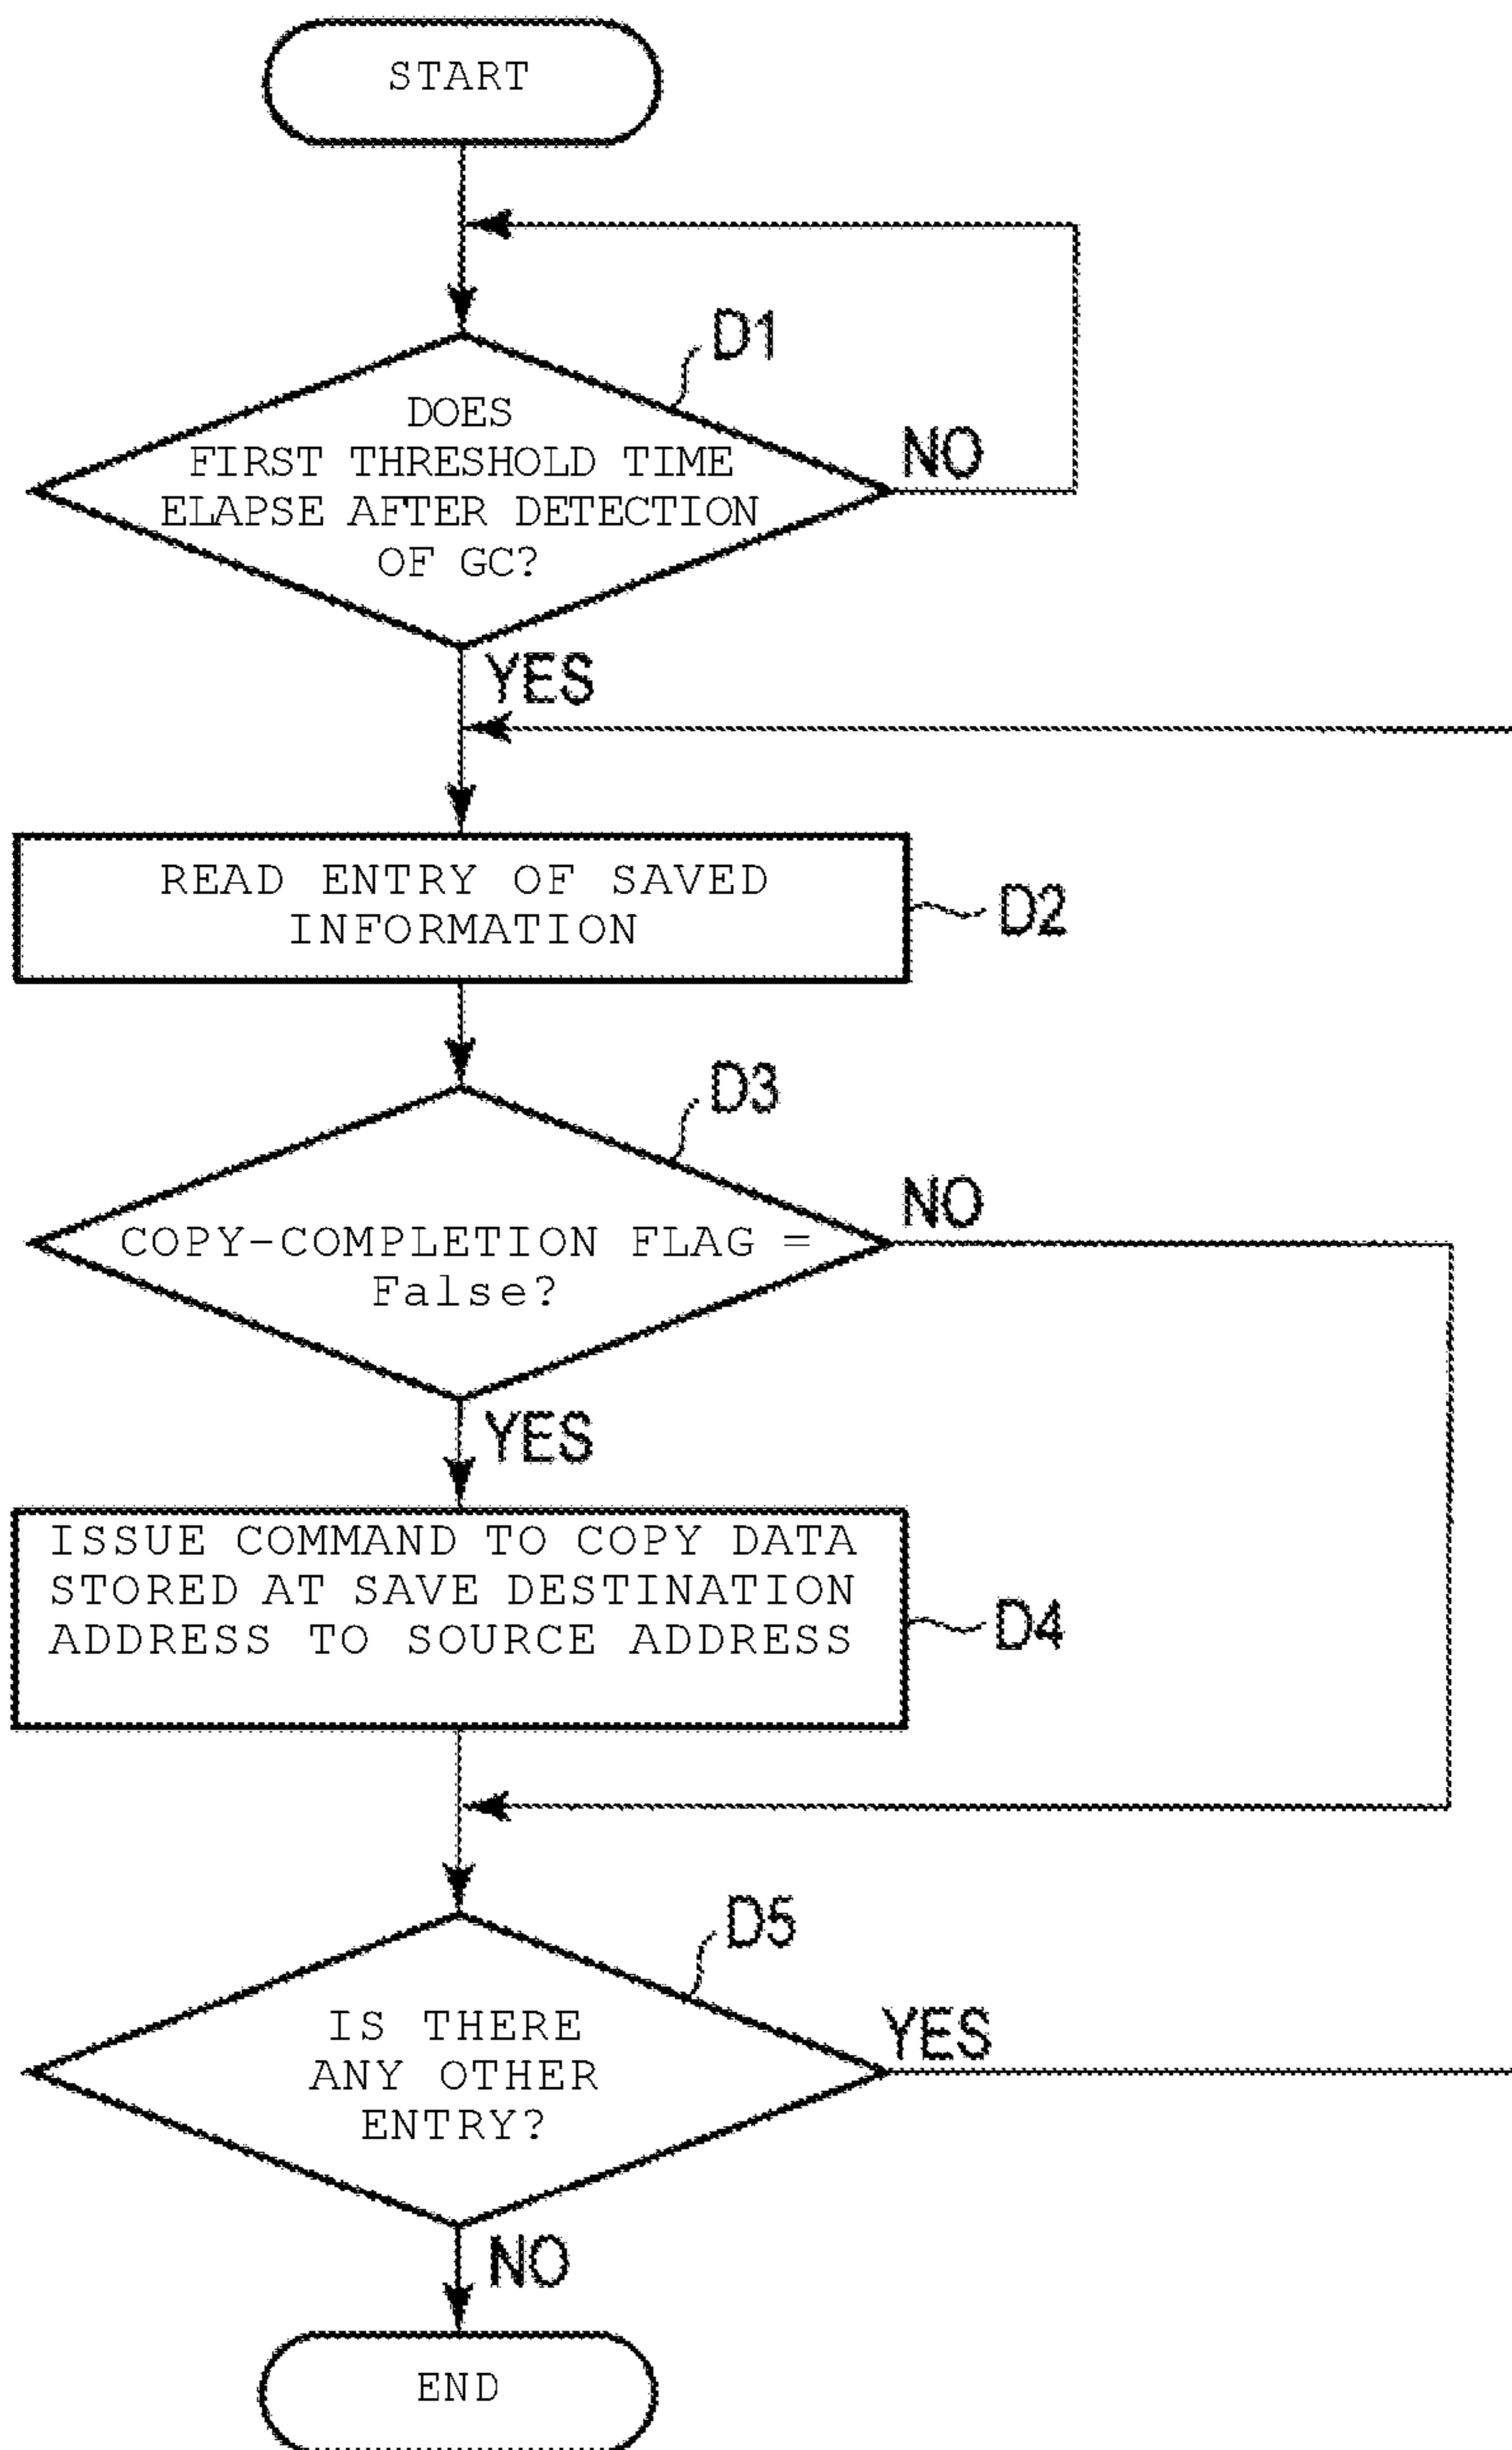 START
D1
DOES
FIRST THRESHOLD TIME
ELAPSE AFTER DETECTION
OF GC?
NO
YES
READ ENTRY OF SAVED
INFORMATION
D2
D3
COPY-COMPLETION FLAG =
False?
NO
YES
ISSUE COMMAND TO COPY DATA
STORED AT SAVE DESTINATION
ADDRESS TO SOURCE ADDRESS
D4
D5
IS THERE
ANY OTHER
ENTRY?
YES
NO
END